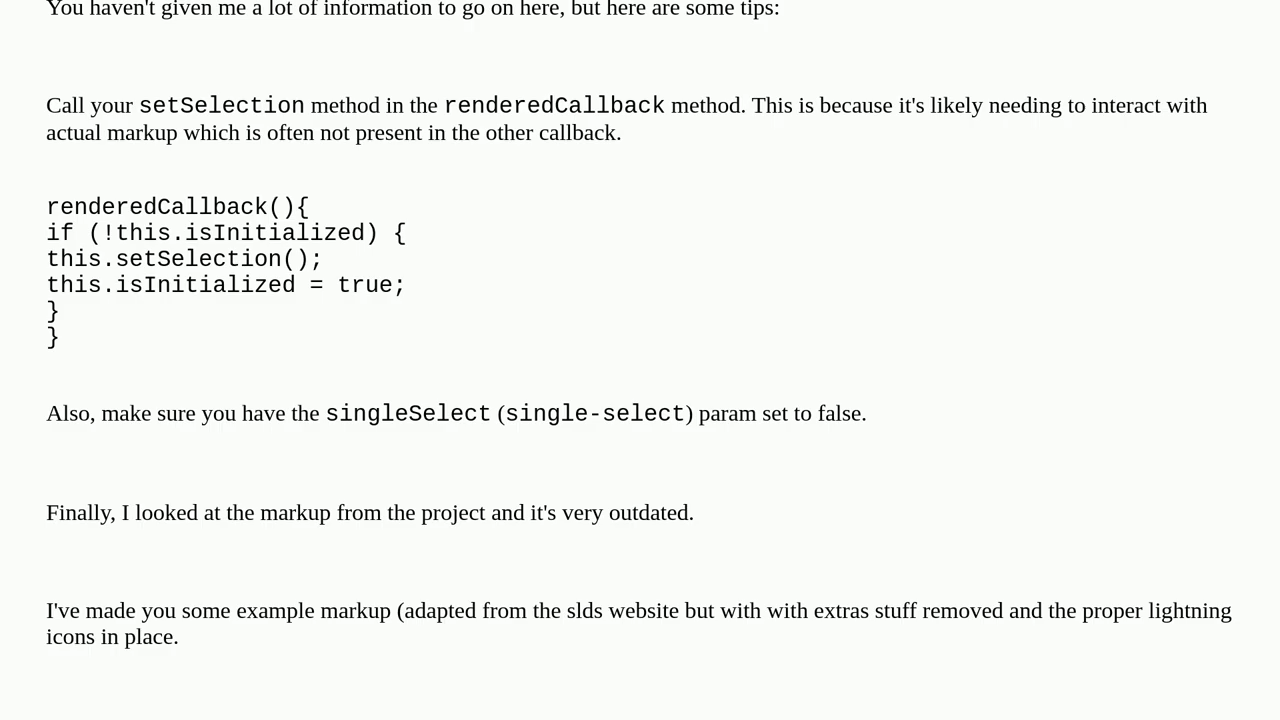 You haven't given me a lot of information to go on here, but here are some tips:
Call your setSelection method in the renderedCallback method. This is because it's likely needing to interact with
actual markup which is often not present in the other callback.
renderedCallback(){
if (!this.isInitialized) {
this.setSelection();
this.isInitialized = true;
}
}
Also, make sure you have the singleSelect (single-select) param set to false.
Finally, I looked at the markup from the project and it's very outdated.
I've made you some example markup (adapted from the slds website but with with extras stuff removed and the proper lightning
icons in place.